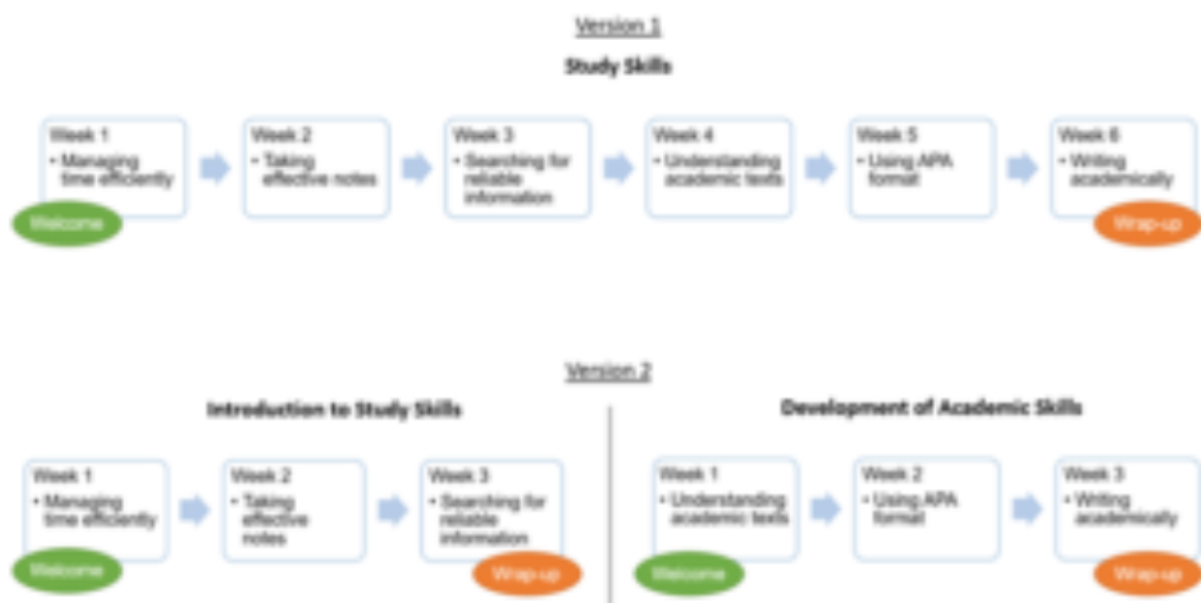 Version 1
Study Skills
Week 1
• Managing
time efficiently
Welcome
Week 2
• Taking
effective notes
Week 3
• Searching for
reliable
information
Week 4
• Understanding
academic texts
Week 5
• Using APA
format
Week 6
• Writing
academically
Wrap-up
Version 2
Introduction to Study Skills
Week 1
• Managing
time efficiently
Welcome
Week 2
• Taking
effective
notes
Week 3
• Searching for
reliable
information
Wrap-up
Development of Academic Skills
Week 1
• Understanding
academic texts
Welcome
Week 2
• Using APA
format
Week 3
• Writing
academically
Wrap-up